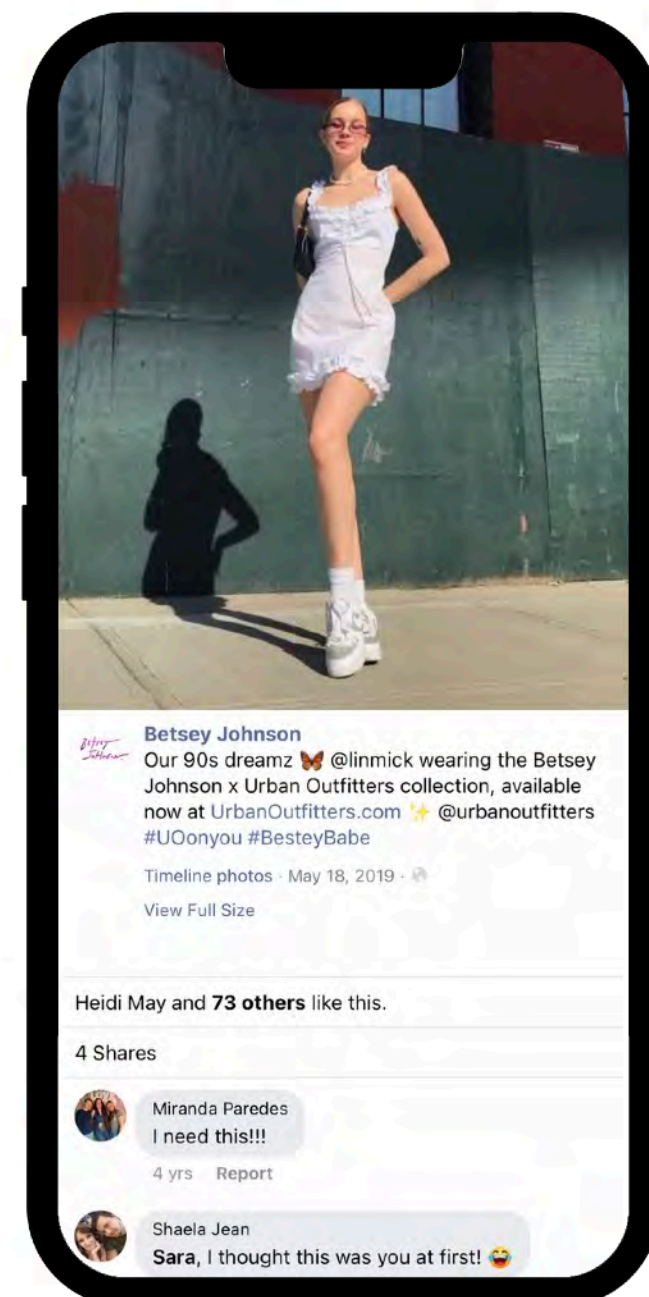 Betsey Johnson
Betsey Johnson
Our 90s dreamz 🦋 @linmick wearing the Betsey
Johnson x Urban Outfitters collection, available
now at UrbanOutfitters.com ✨ @urbanoutfitters
#UOonyou #BesteyBabe
Timeline photos · May 18, 2019 ·
View Full Size
Heidi May and 73 others like this.
4 Shares
Miranda Paredes
I need this!!!
4 yrs Report
Shaela Jean
Sara, I thought this was you at first! 😂